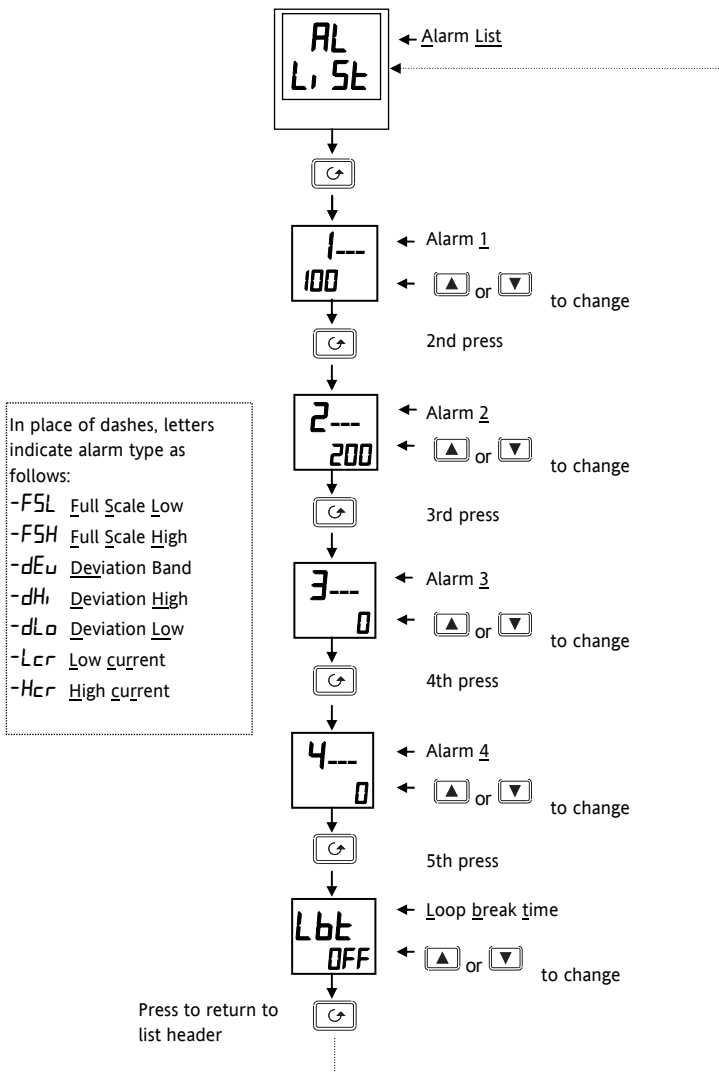 AL
LiSt
Alarm List
1---
100
Alarm 1
or
to change
2nd press
2---
200
Alarm 2
or
to change
3rd press
In place of dashes, letters
indicate alarm type as
follows:
-FSL Full Scale Low
-FSH Full Scale High
-dEv Deviation Band
-dHi Deviation High
-dLo Deviation Low
-Lcr Low current
-Hcr High current
3---
0
Alarm 3
or
to change
4th press
4---
0
Alarm 4
or
to change
5th press
Lbt
OFF
Loop break time
or
to change
Press to return to
list header